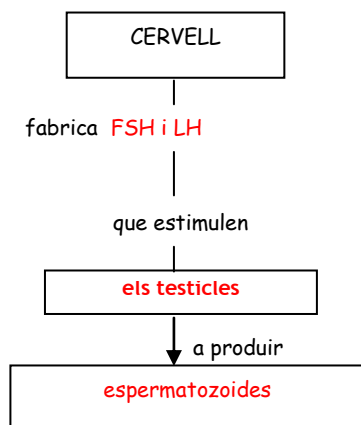 CERVELL
fabrica FSH i LH
que estimulen
els testicles
a produir
espermatozoides